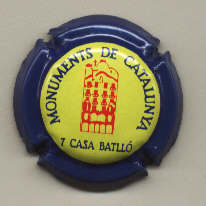 MONUMENTS DE CATALUNYA
7 CASA BATLLÓ